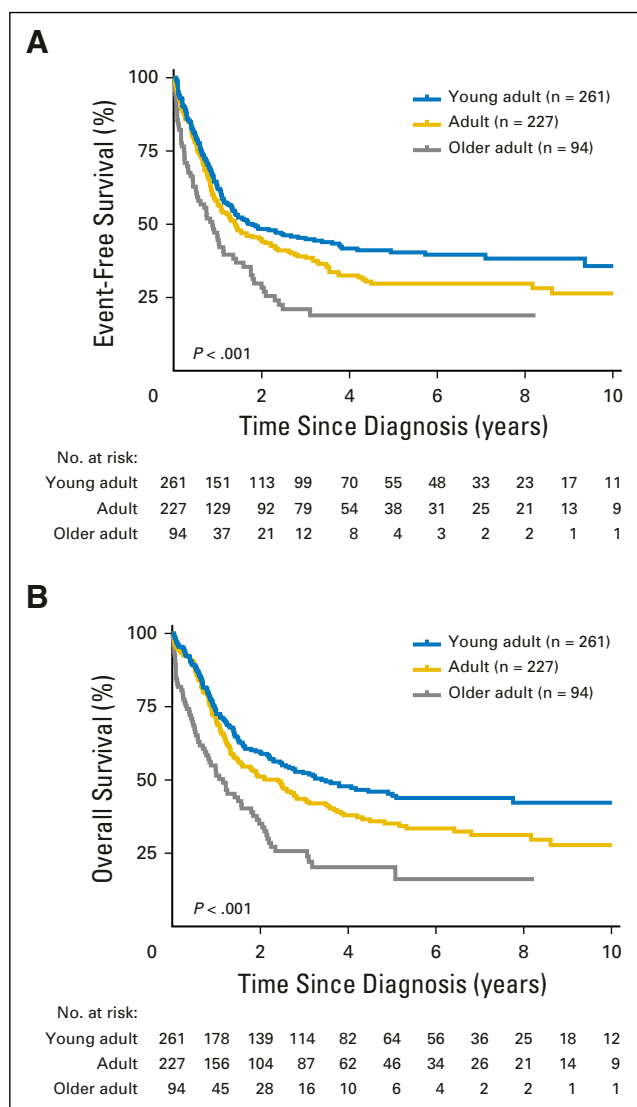 A
Event-Free Survival (%)
100
75
50
25
0
Young adult (n = 261)
Adult (n = 227)
Older adult (n = 94)
P < .001
2 4 6 8 10
Time Since Diagnosis (years)
No. at risk:
Young adult 261 151 113 99 70 55 48 33 23 17 11
Adult 227 129 92 79 54 38 31 25 21 13 9
Older adult 94 37 21 12 8 4 3 2 2 1 1
B
Overall Survival (%)
100
75
50
25
0
Young adult (n = 261)
Adult (n = 227)
Older adult (n = 94)
P < .001
2 4 6 8 10
Time Since Diagnosis (years)
No. at risk:
Young adult 261 178 139 114 82 64 56 36 25 18 12
Adult 227 156 104 87 62 46 34 26 21 14 9
Older adult 94 45 28 16 10 6 4 2 2 1 1